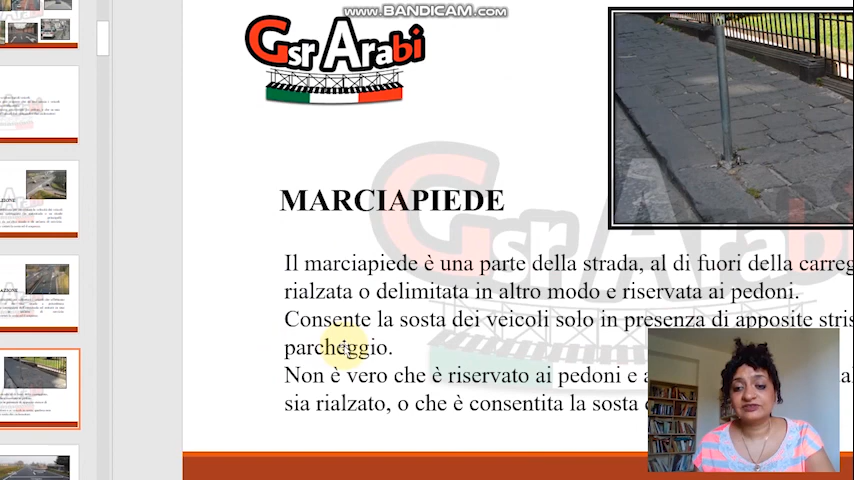 WWW.BANDICAM.COM
Gsr Arabi
MARCIAPIEDE
Il marciapiede è una parte della strada, al di fuori della
rialzata o delimitata in altro modo e riservata ai pedoni.
Consente la sosta dei veicoli solo in presenza di apposite
parcheggio.
Non è vero che è riservato ai pedoni e
sia rialzato, o che è consentita la sosta